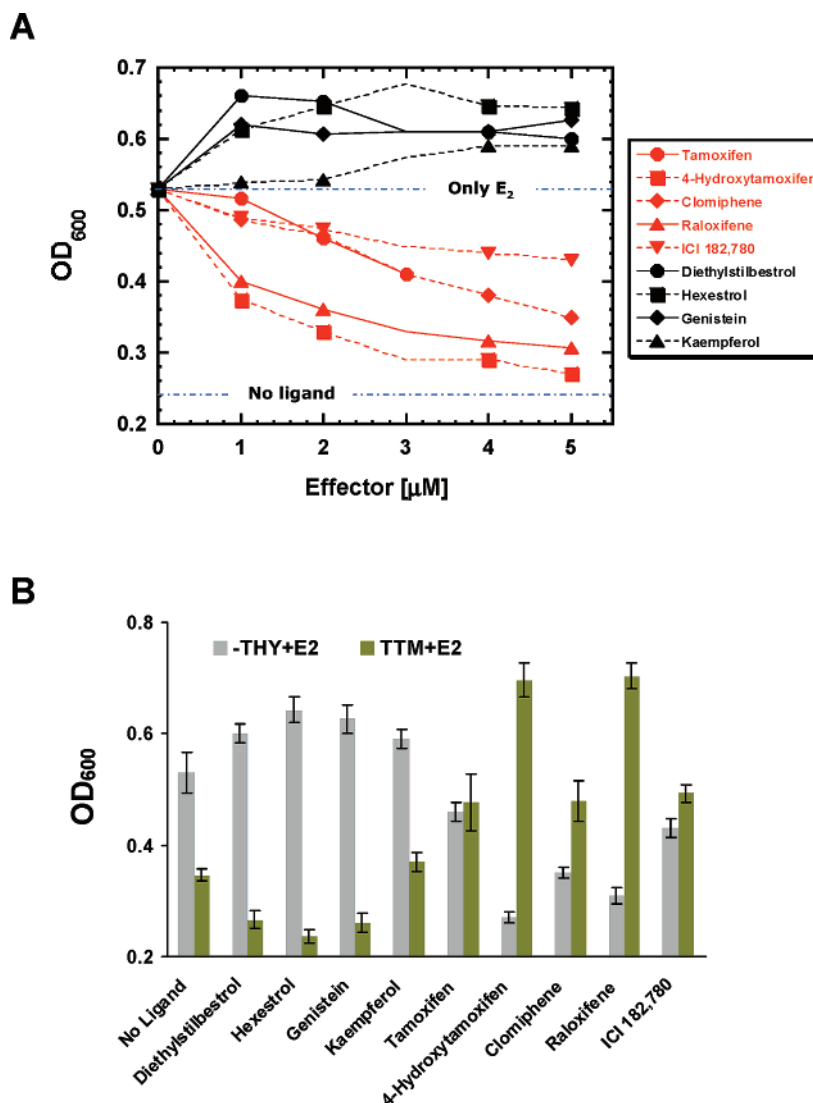 A
0.7
0.6
0.5
0.4
0.3
0.2
OD600
Only E2
No ligand
0 1 2 3 4 5
Effector [µM]
Tamoxifen
4-Hydroxytamoxifen
Clomiphene
Raloxifene
ICI 182,780
Diethylstilbestrol
Hexestrol
Genistein
Kaempferol
B
0.8
0.6
0.4
0.2
OD600
-THY+E2 TTM+E2
No Ligand
Diethylstilbestrol
Hexestrol
Genistein
Kaempferol
Tamoxifen
4-Hydroxytamoxifen
Clomiphene
Raloxifene
ICI 182,780